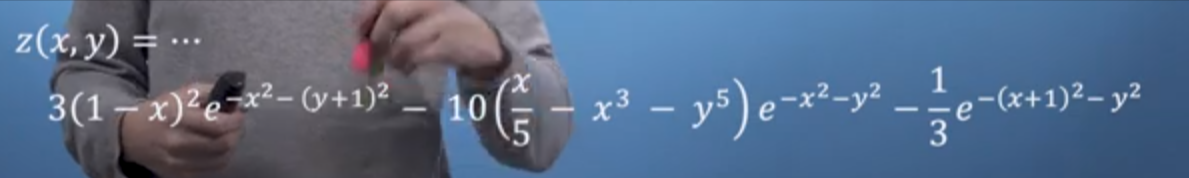 z(x, y) = ⋯
3(1 − x)²e^{−x²−(y+1)²} − 10(x/5 − x³ − y⁵)e^{−x²−y²} − 1/3 e^{−(x+1)²−y²}